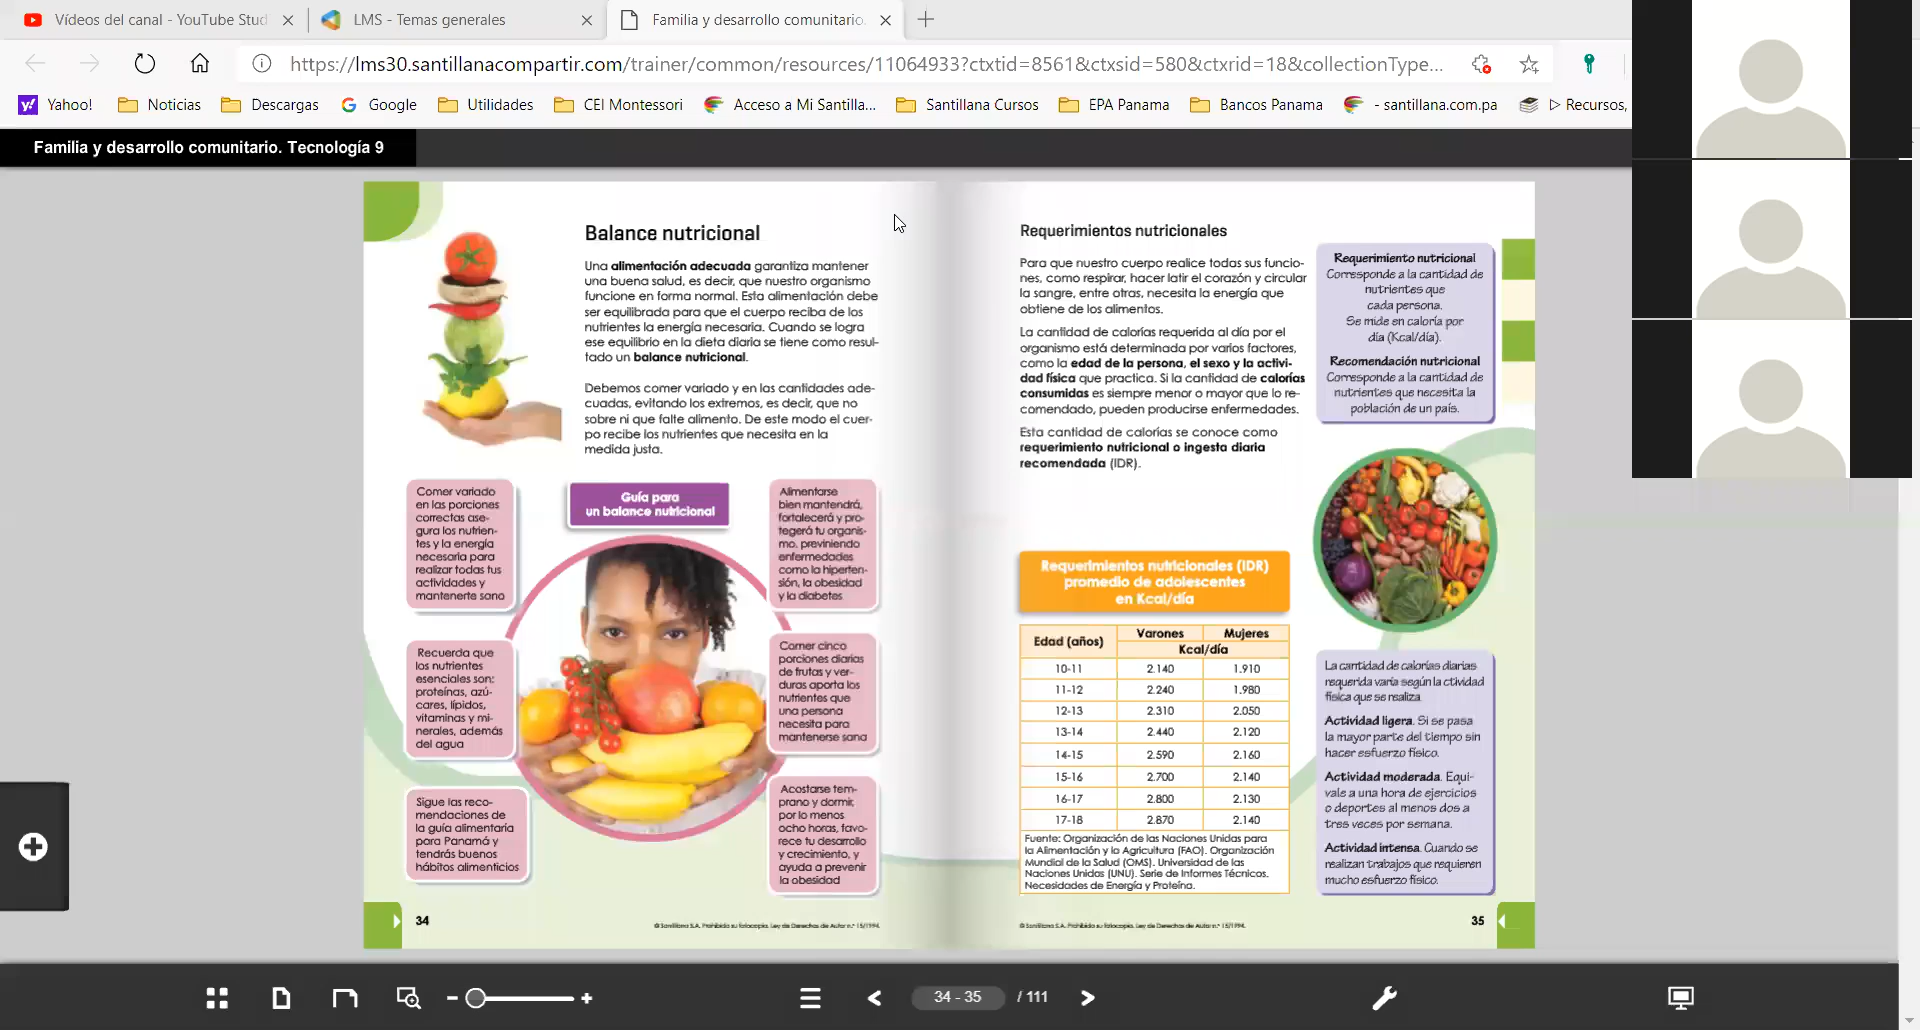 Vídeos del canal - YouTube Stud
LMS - Temas generales
Familia y desarrollo comunitario.
https://lms30.santillanacompartir.com/trainer/common/resources/11064933?ctxtid=8561&ctxsid=580&ctxrid=18&collectionType...
Yahoo!
Noticias
Descargas
Google
Utilidades
CEI Montessori
Acceso a Mi Santilla...
Santillana Cursos
EPA Panama
Bancos Panama
- santillana.com.pa
Recursos,
Familia y desarrollo comunitario. Tecnología 9
Balance nutricional
Una alimentación adecuada garantiza mantener
una buena salud, es decir, que nuestro organismo
funcione en forma normal. Esta alimentación debe
ser equilibrada para que el cuerpo reciba de los
nutrientes la energía necesaria. Cuando se logra
ese equilibrio en la dieta diaria se tiene como resul-
tado un balance nutricional.
Debemos comer variado y en las cantidades ade-
cuadas, evitando los extremos, es decir, que no
sobre ni que falte alimento. De este modo el cuer-
po recibe los nutrientes que necesita en la
medida justa.
Guía para
un balance nutricional
Comer variado
en las porciones
correctas ase-
gura los nutrien-
tes y la energía
necesaria para
realizar todas tus
actividades y
mantenerte sano
Recuerda que
los nutrientes
esenciales son:
proteínas, azú-
cares, lípidos,
vitaminas y mi-
nerales, además
del agua
Sigue las reco-
mendaciones de
la guía alimentaria
para Panamá y
tendrás buenos
hábitos alimenticios
Alimentarse
bien mantendrá,
fortalecerá y pro-
tegerá tu organis-
mo, previniendo
enfermedades
como la hiperten-
sión, la obesidad
y la diabetes
Comer cinco
porciones diarias
de frutas y ver-
duras aporta los
nutrientes que
una persona
necesita para
mantenerse sana
Acostarse tem-
prano y dormir,
por lo menos
ocho horas, favo-
rece tu desarrollo
y crecimiento, y
ayuda a prevenir
la obesidad
34
© Santillana S.A. Prohibida su fotocopia. Ley de Derechos de Autor n.° 15/1994.
Requerimientos nutricionales
Para que nuestro cuerpo realice todas sus funcio-
nes, como respirar, hacer latir el corazón y circular
la sangre, entre otras, necesita la energía que
obtiene de los alimentos.
La cantidad de calorías requerida al día por el
organismo está determinada por varios factores,
como la edad de la persona, el sexo y la activi-
dad física que practica. Si la cantidad de calorías
consumidas es siempre menor o mayor que lo re-
comendado, pueden producirse enfermedades.
Esta cantidad de calorías se conoce como
requerimiento nutricional o ingesta diaria
recomendada (IDR).
Requerimientos nutricionales (IDR)
promedio de adolescentes
en Kcal/día
Edad (años) Varones Mujeres
Kcal/día
10-11 2.140 1.910
11-12 2.240 1.980
12-13 2.310 2.050
13-14 2.440 2.120
14-15 2.590 2.160
15-16 2.700 2.140
16-17 2.800 2.130
17-18 2.870 2.140
Fuente: Organización de las Naciones Unidas para
la Alimentación y la Agricultura (FAO). Organización
Mundial de la Salud (OMS). Universidad de las
Naciones Unidas (UNU). Serie de Informes Técnicos.
Necesidades de Energía y Proteína.
Requerimiento nutricional
Corresponde a la cantidad de
nutrientes que
cada persona.
Se mide en caloría por
día (Kcal/día).
Recomendación nutricional
Corresponde a la cantidad de
nutrientes que necesita la
población de un país.
La cantidad de calorías diarias
requerida varía según la ctividad
física que se realiza
Actividad ligera. Si se pasa
la mayor parte del tiempo sin
hacer esfuerzo físico.
Actividad moderada. Equi-
vale a una hora de ejercicios
o deportes al menos dos a
tres veces por semana.
Actividad intensa. Cuando se
realizan trabajos que requieren
mucho esfuerzo físico.
© Santillana S.A. Prohibida su fotocopia. Ley de Derechos de Autor n.° 15/1994.
35
34 - 35 / 111